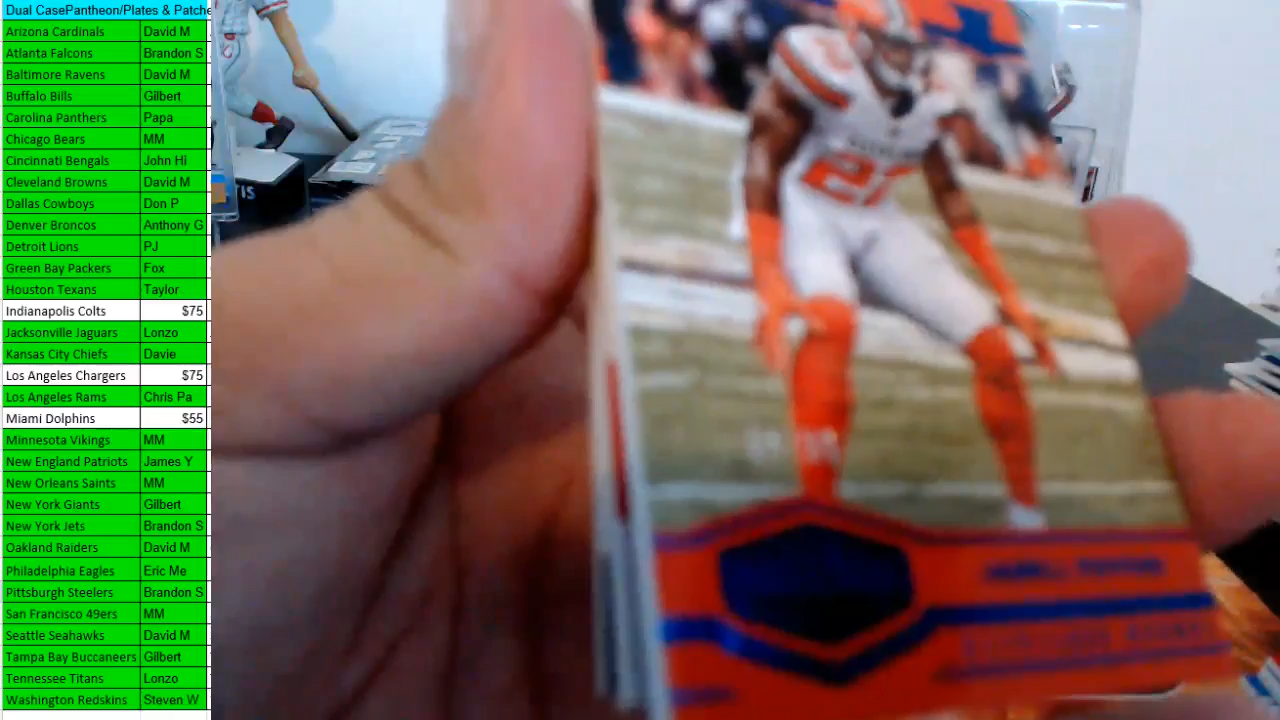 Dual CasePantheon/Plates & Patche
Arizona Cardinals David M
Atlanta Falcons Brandon S
Baltimore Ravens David M
Buffalo Bills Gilbert
Carolina Panthers Papa
Chicago Bears MM
Cincinnati Bengals John Hi
Cleveland Browns David M
Dallas Cowboys Don P
Denver Broncos Anthony G
Detroit Lions PJ
Green Bay Packers Fox
Houston Texans Taylor
Indianapolis Colts $75
Jacksonville Jaguars Lonzo
Kansas City Chiefs Davie
Los Angeles Chargers $75
Los Angeles Rams Chris Pa
Miami Dolphins $55
Minnesota Vikings MM
New England Patriots James Y
New Orleans Saints MM
New York Giants Gilbert
New York Jets Brandon S
Oakland Raiders David M
Philadelphia Eagles Eric Me
Pittsburgh Steelers Brandon S
San Francisco 49ers MM
Seattle Seahawks David M
Tampa Bay Buccaneers Gilbert
Tennessee Titans Lonzo
Washington Redskins Steven W